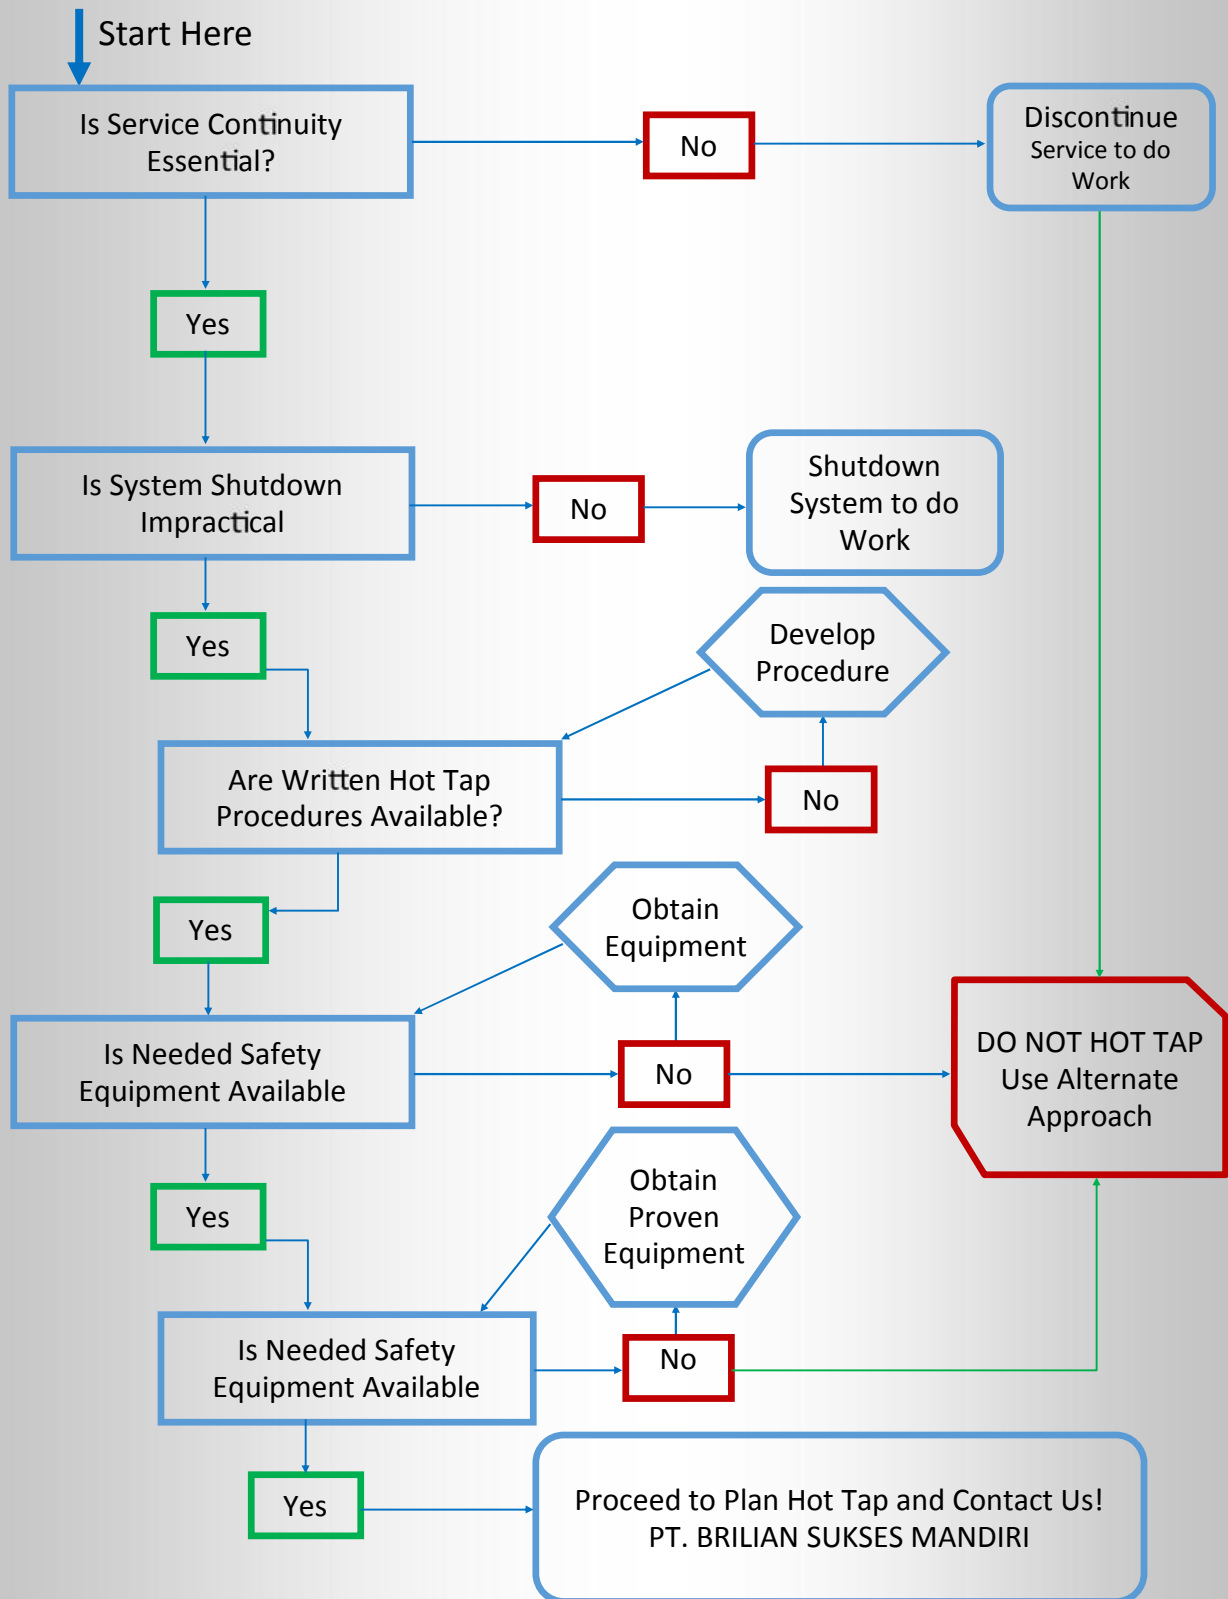 Start Here
Is Service Continuity
Essential?
No
Discontinue
Service to do
Work
Yes
Is System Shutdown
Impractical
No
Shutdown
System to do
Work
Yes
Develop
Procedure
Are Written Hot Tap
Procedures Available?
No
Yes
Obtain
Equipment
Is Needed Safety
Equipment Available
No
DO NOT HOT TAP
Use Alternate
Approach
Yes
Obtain
Proven
Equipment
Is Needed Safety
Equipment Available
No
Yes
Proceed to Plan Hot Tap and Contact Us!
PT. BRILIAN SUKSES MANDIRI